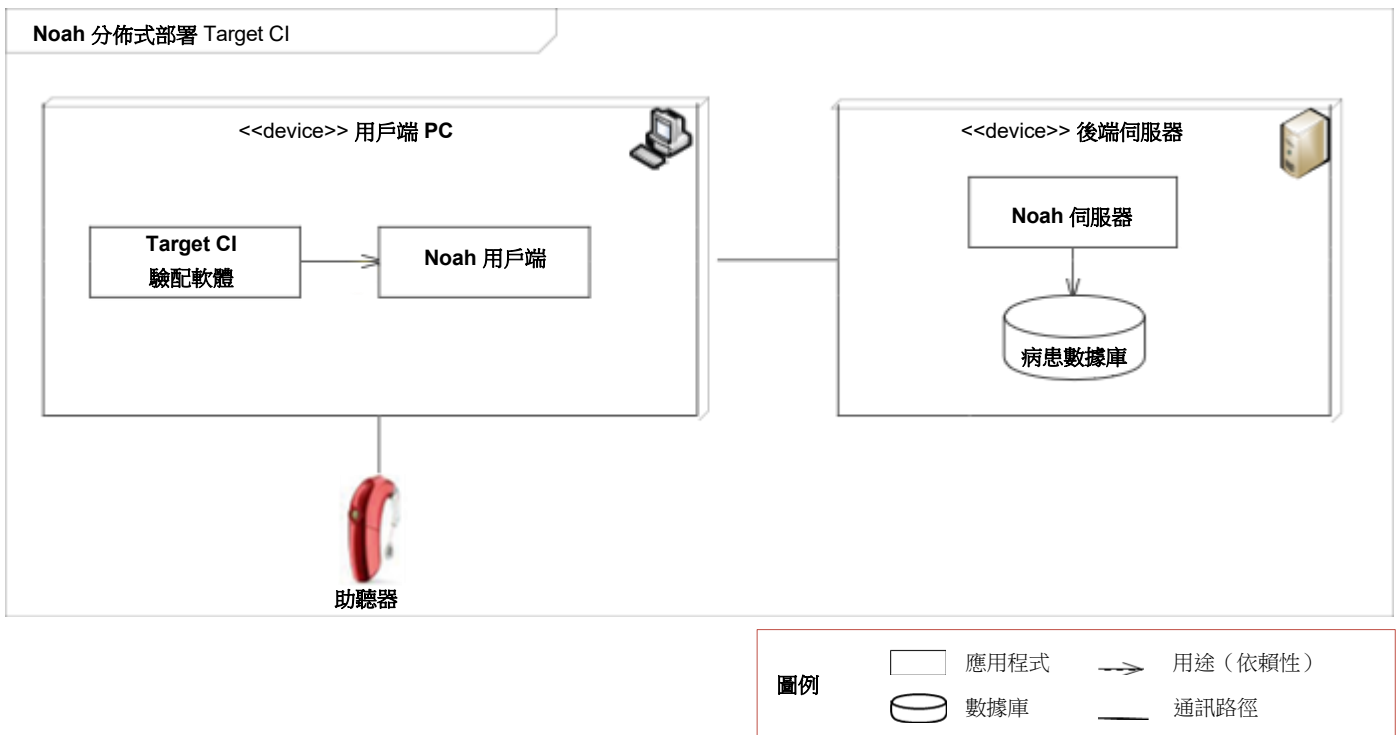 Noah 分佈式部署 Target CI
<<device>> 用戶端 PC
Target CI
驗配軟體
Noah 用戶端
<<device>> 後端伺服器
Noah 伺服器
病患數據庫
助聽器
圖例
應用程式
用途（依賴性）
數據庫
通訊路徑